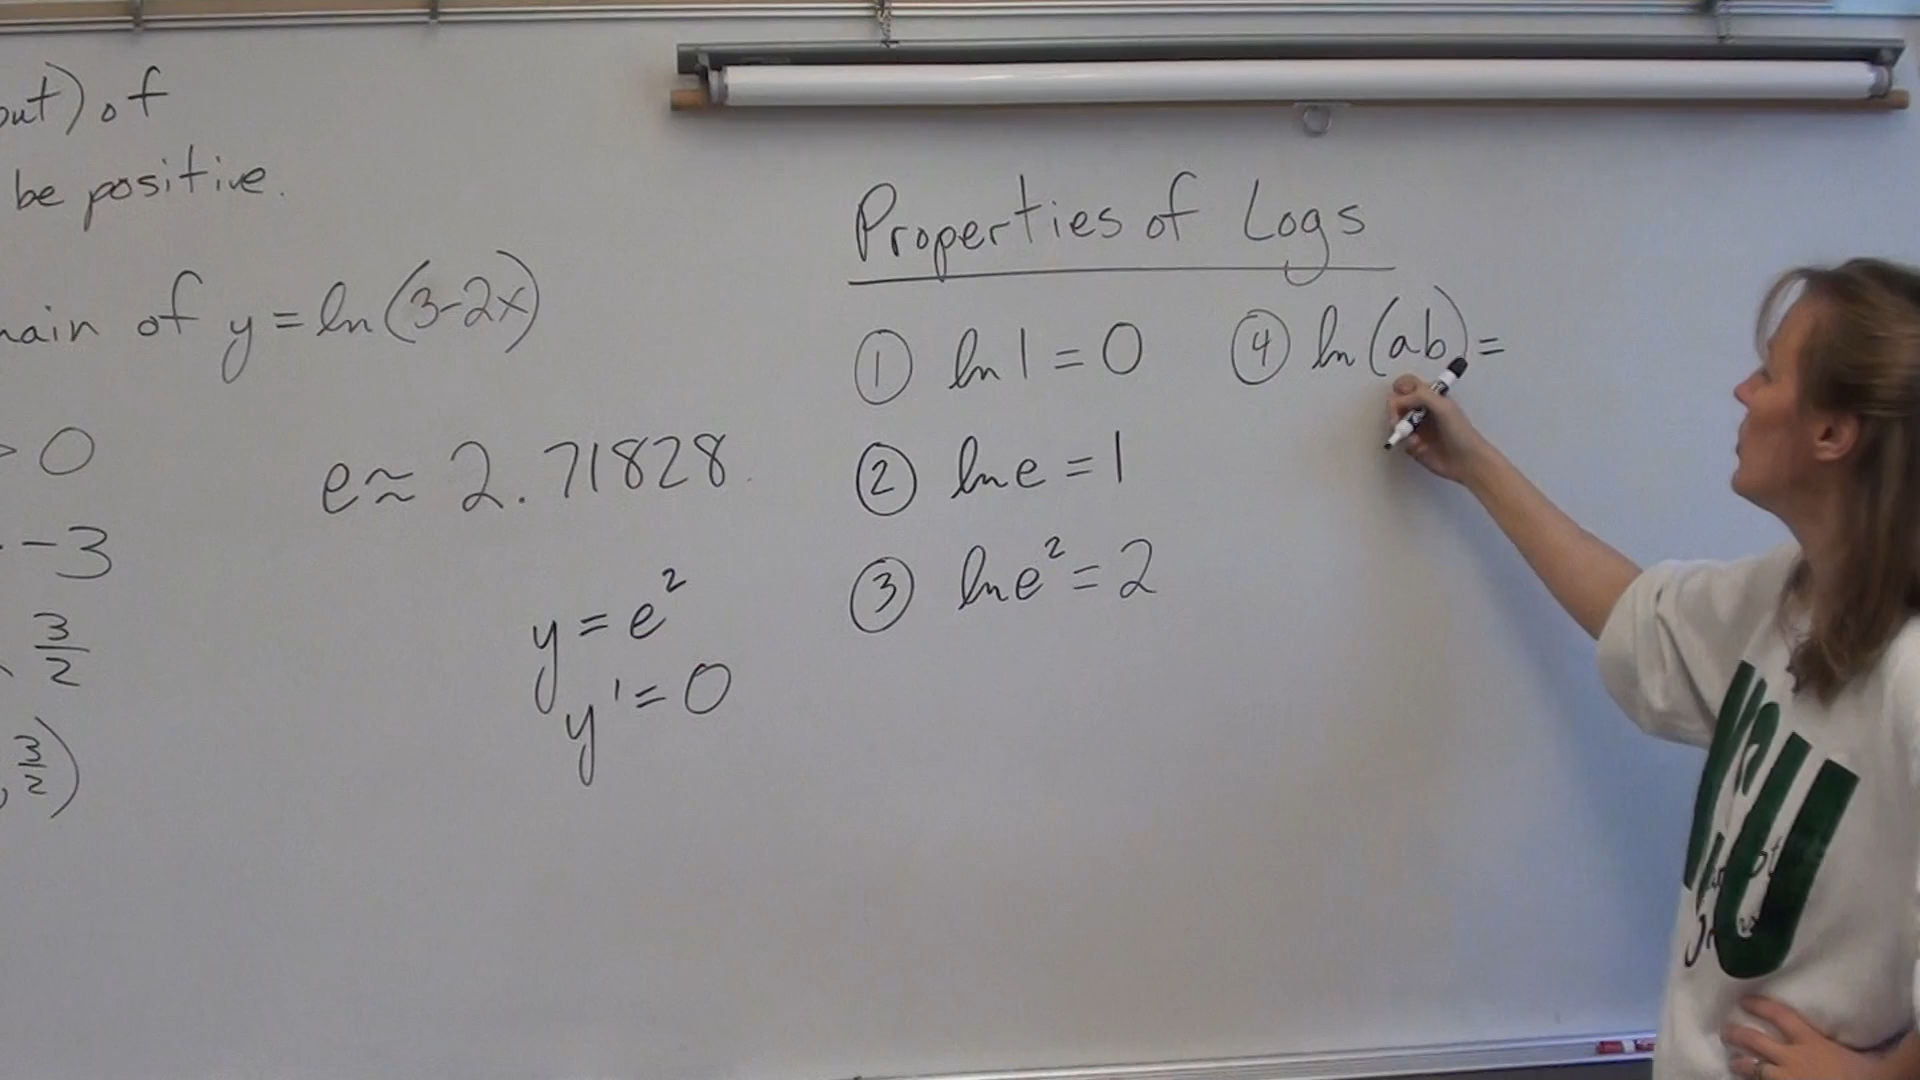 out) of
be positive.
main of y = ln(3-2x)
> 0
-3
3/2
, 3/2)
e ≈ 2.71828
y = e²
y' = 0
Properties of Logs
① ln 1 = 0
② ln e = 1
③ ln e² = 2
④ ln(ab) =
U